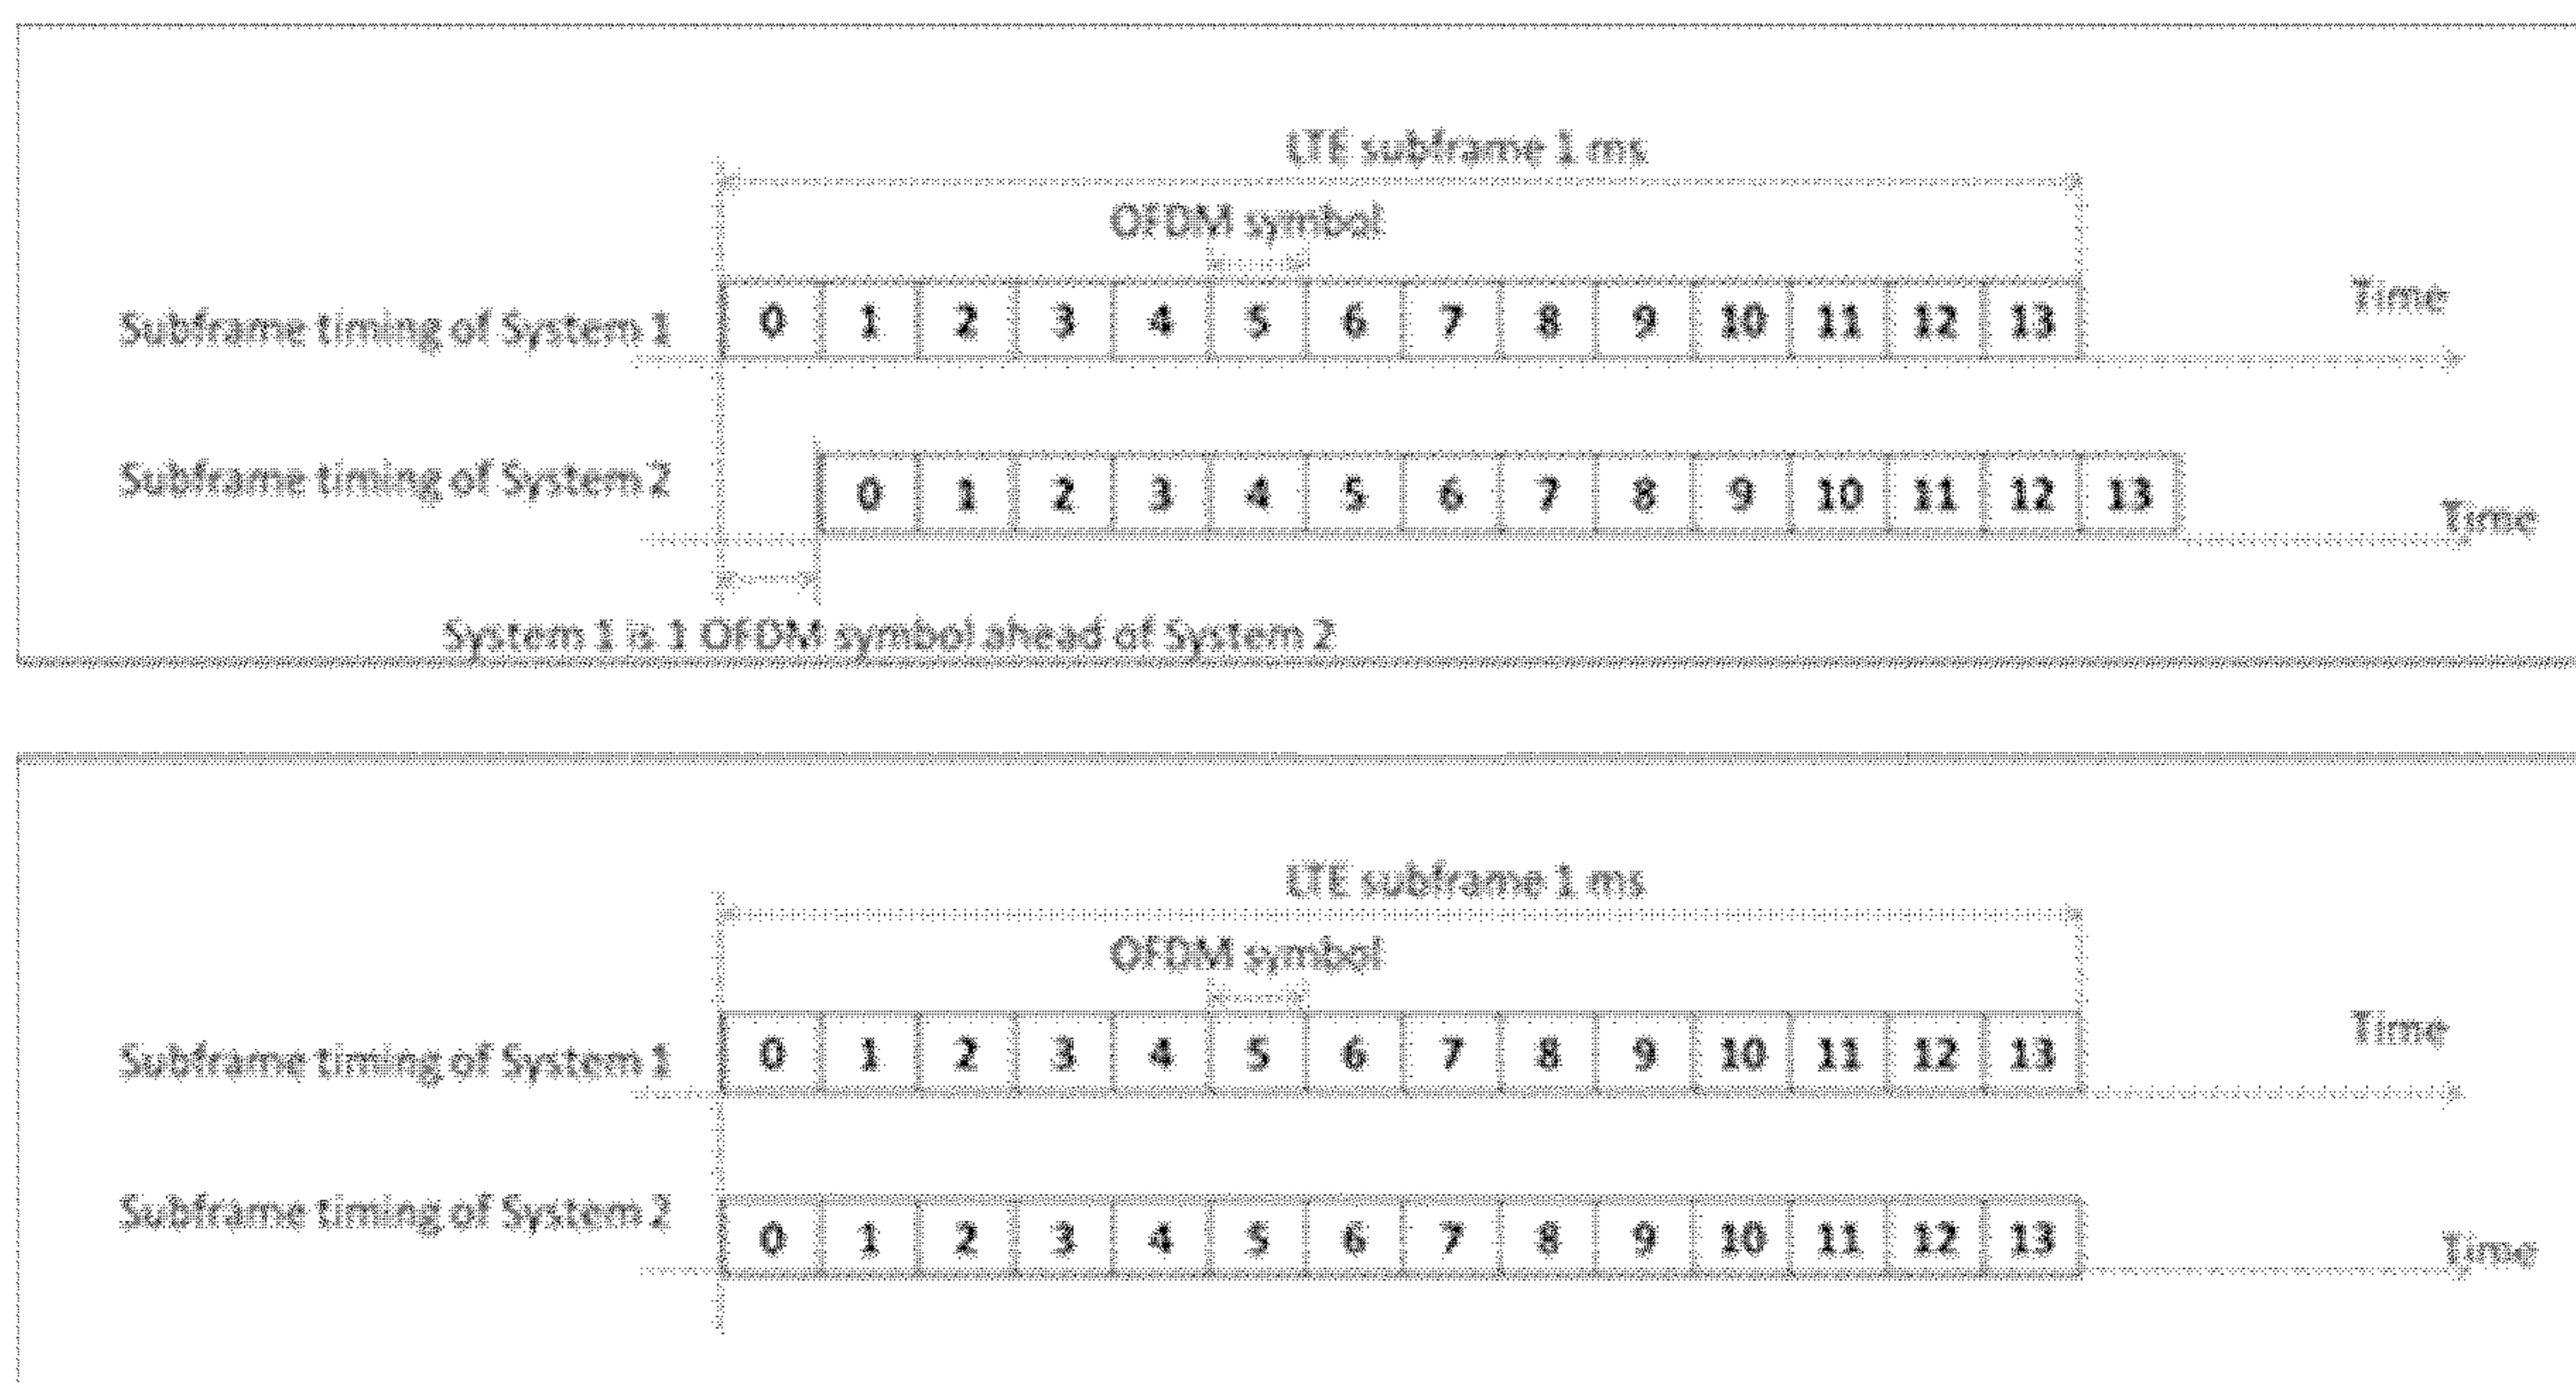 LTE subframe 1 ms
OFDM symbol
Subframe timing of System 1 0 1 2 3 4 5 6 7 8 9 10 11 12 13 Time
Subframe timing of System 2 0 1 2 3 4 5 6 7 8 9 10 11 12 13 Time
System 1 is 1 OFDM symbol ahead of System 2
LTE subframe 1 ms
OFDM symbol
Subframe timing of System 1 0 1 2 3 4 5 6 7 8 9 10 11 12 13 Time
Subframe timing of System 2 0 1 2 3 4 5 6 7 8 9 10 11 12 13 Time